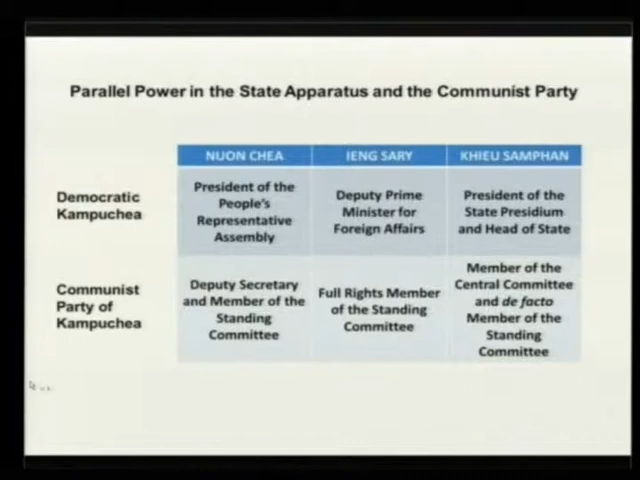 Parallel Power in the State Apparatus and the Communist Party
NUON CHEA
IENG SARY
KHIEU SAMPHAN
Democratic
Kampuchea
President of the
People's
Representative
Assembly
Deputy Prime
Minister for
Foreign Affairs
President of the
State Presidium
and Head of State
Communist
Party of
Kampuchea
Deputy Secretary
and Member of the
Standing
Committee
Full Rights Member
of the Standing
Committee
Member of the
Central Committee
and de facto
Member of the
Standing
Committee